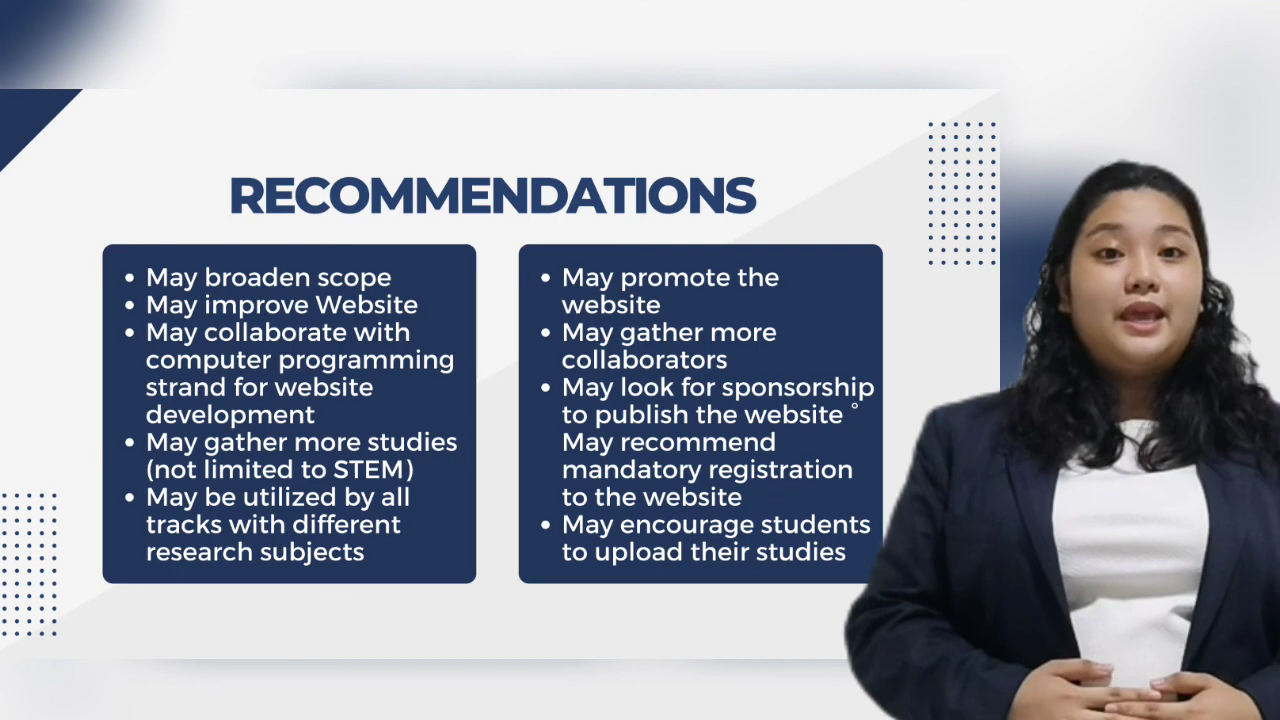 RECOMMENDATIONS
• May broaden scope
• May improve Website
• May collaborate with
computer programming
strand for website
development
• May gather more studies
(not limited to STEM)
• May be utilized by all
tracks with different
research subjects
• May promote the
website
• May gather more
collaborators
• May look for sponsorship
to publish the website °
May recommend
mandatory registration
to the website
• May encourage students
to upload their studies